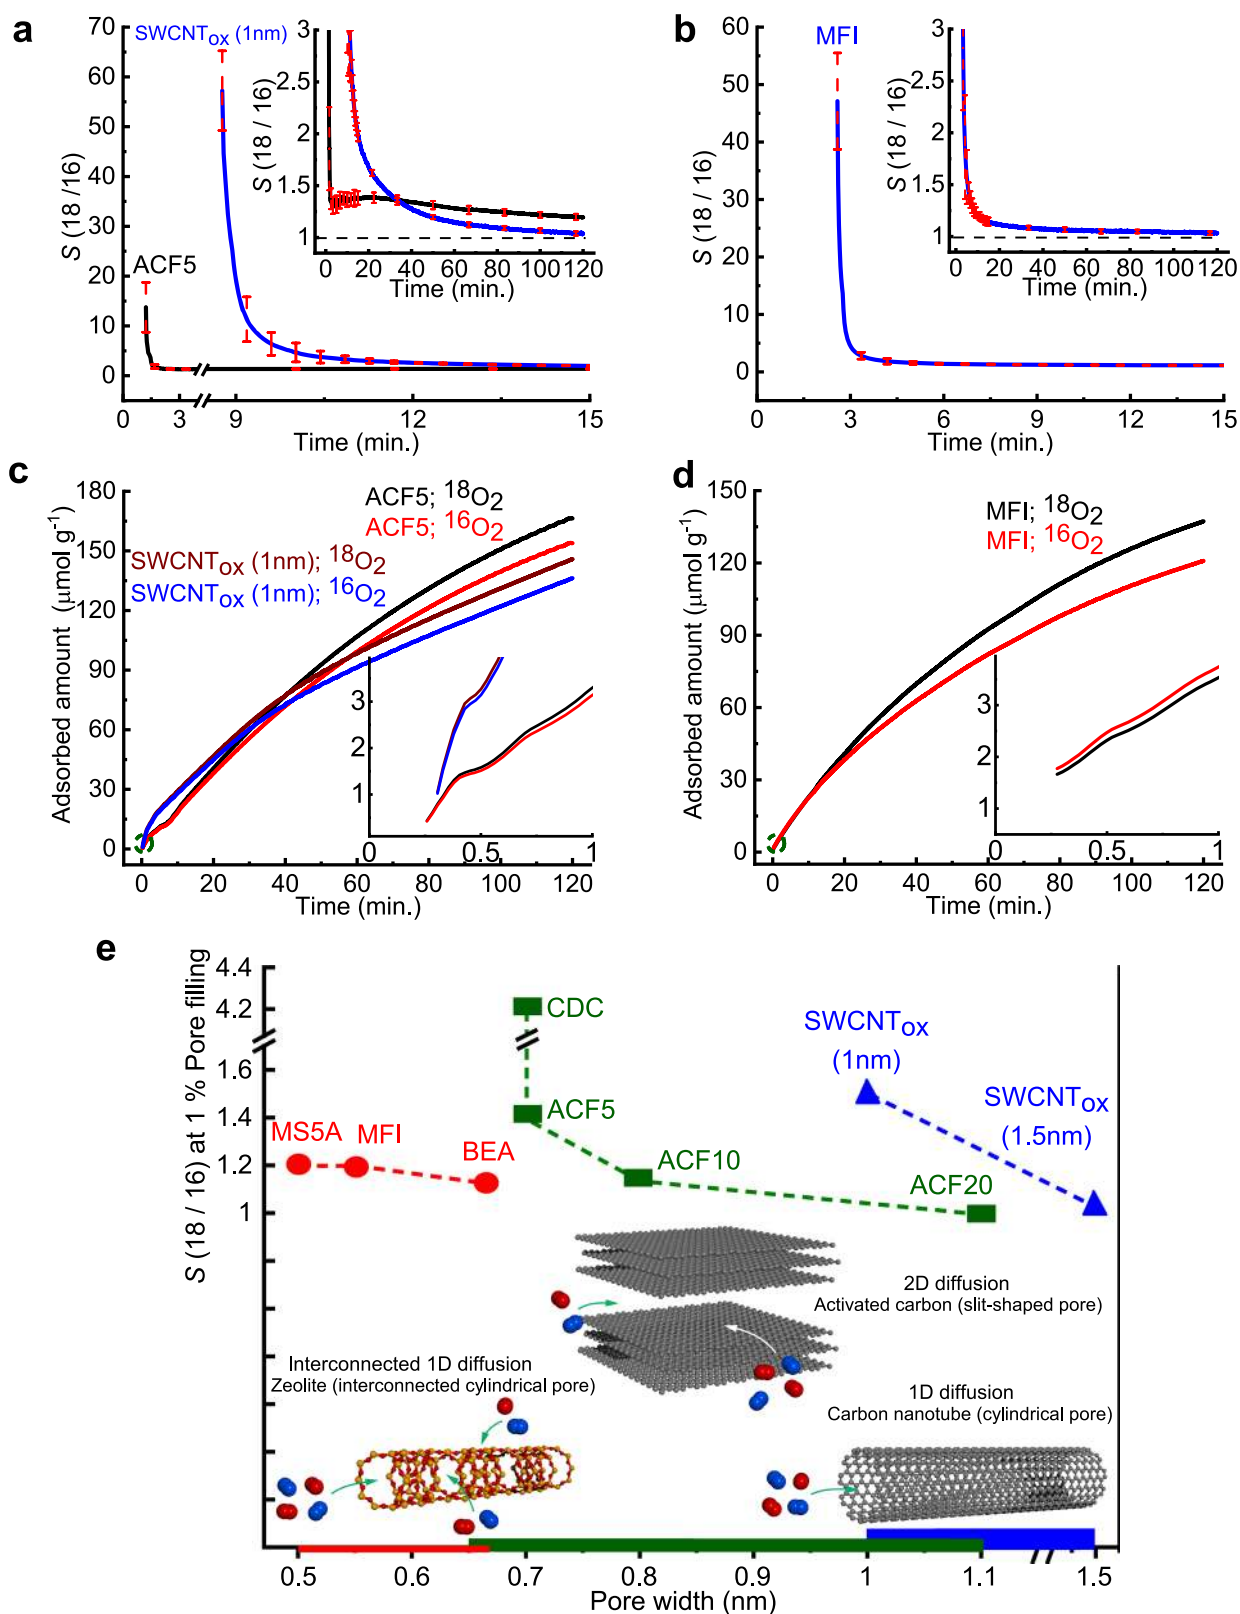 a
SWCNTox (1nm)
ACF5
S (18 /16)
70
60
50
40
30
20
10
0
0 3 9 12 15
Time (min.)
S (18 / 16)
3
2.5
2
1.5
1
0 20 40 60 80 100 120
Time (min.)
b
MFI
S (18 / 16)
70
60
50
40
30
20
10
0
0 3 6 9 12 15
Time (min.)
S (18 / 16)
3
2.5
2
1.5
1
0 20 40 60 80 100 120
Time (min.)
c
ACF5; 18O2
ACF5; 16O2
SWCNTox (1nm); 18O2
SWCNTox (1nm); 16O2
Adsorbed amount (μmol g−1)
180
150
120
90
60
30
0
0 20 40 60 80 100 120
Time (min.)
3
2
1
0 0.5 1
d
MFI; 18O2
MFI; 16O2
Adsorbed amount (μmol g−1)
150
120
90
60
30
0
0 20 40 60 80 100 120
Time (min.)
3
2
1
0 0.5 1
e
S (18 / 16) at 1 % Pore filling
4.4
4.2
1.6
1.4
1.2
1
CDC
SWCNTox
(1nm)
ACF5
SWCNTox
(1.5nm)
MS5A MFI
BEA
ACF10
ACF20
2D diffusion
Activated carbon (slit-shaped pore)
Interconnected 1D diffusion
Zeolite (interconnected cylindrical pore)
1D diffusion
Carbon nanotube (cylindrical pore)
0.5 0.6 0.7 0.8 0.9 1 1.1 1.5
Pore width (nm)